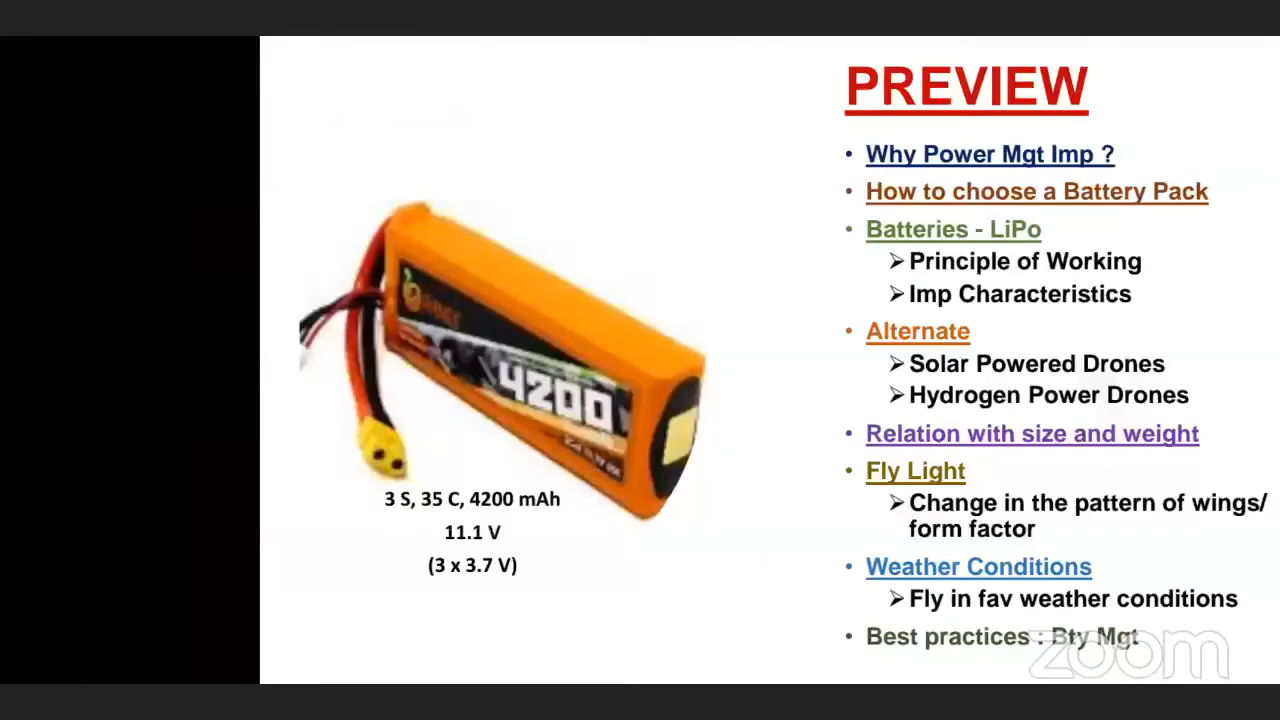 PREVIEW
• Why Power Mgt Imp ?
• How to choose a Battery Pack
• Batteries - LiPo
➢Principle of Working
➢Imp Characteristics
• Alternate
➢Solar Powered Drones
➢Hydrogen Power Drones
• Relation with size and weight
• Fly Light
➢Change in the pattern of wings/
form factor
• Weather Conditions
➢Fly in fav weather conditions
• Best practices : Bty Mgt
4200
3 S, 35 C, 4200 mAh
11.1 V
(3 x 3.7 V)
zoom